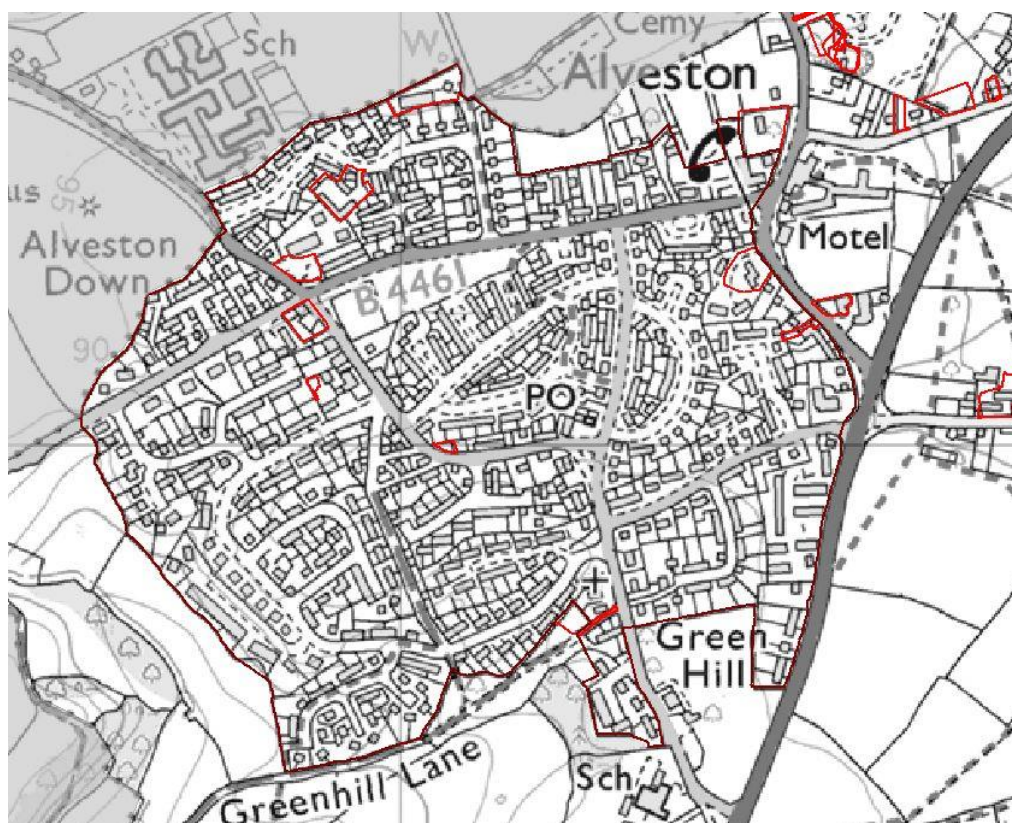 Sch
W
Cemy
Alveston
us
95
Alveston
Down
B 4461
Motel
90
PO
Green
Hill
Greenhill Lane
Sch